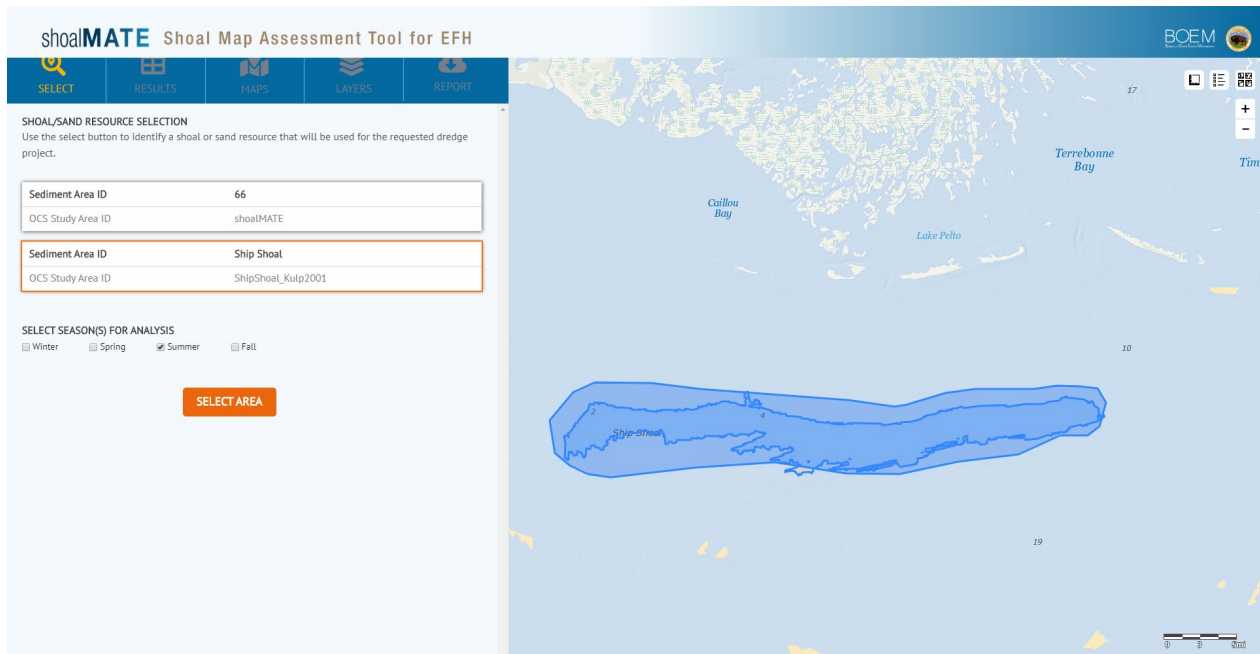 shoalMATE Shoal Map Assessment Tool for EFH
BOEM
SELECT
RESULTS
MAPS
LAYERS
REPORT
SHOAL/SAND RESOURCE SELECTION
Use the select button to identify a shoal or sand resource that will be used for the requested dredge
project.
Sediment Area ID 66
OCS Study Area ID shoalMATE
Sediment Area ID Ship Shoal
OCS Study Area ID ShipShoal_Kulp2001
SELECT SEASON(S) FOR ANALYSIS
Winter Spring Summer Fall
SELECT AREA
17
+
−
Terrebonne
Bay
Tim
Caillou
Bay
Lake Pelto
10
2
4
Ship Shoal
19
0 3 6mi